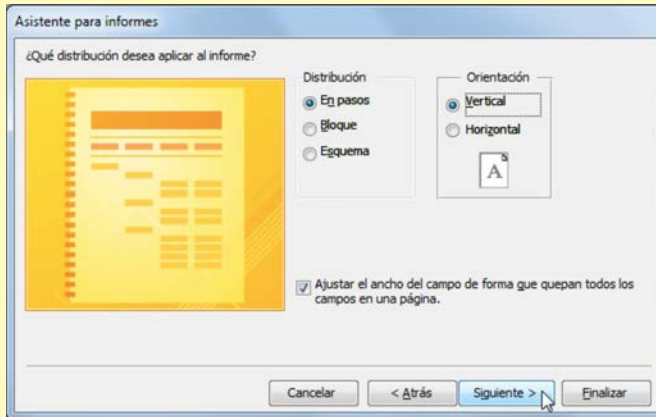 Asistente para informes
¿Qué distribución desea aplicar al informe?
Distribución
En pasos
Bloque
Esquema
Orientación
Vertical
Horizontal
A
Ajustar el ancho del campo de forma que quepan todos los
campos en una página.
Cancelar
< Atrás
Siguiente >
Finalizar